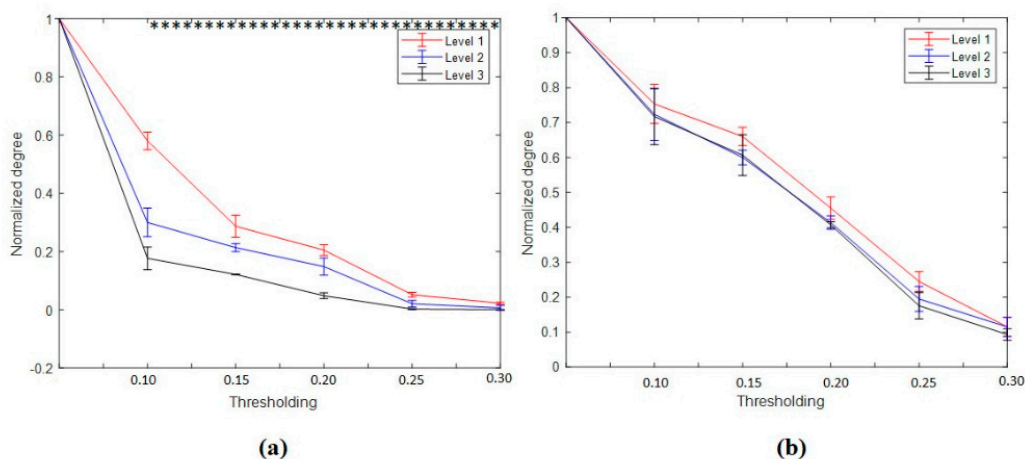 ******************************
1
0.8
0.6
0.4
0.2
0
-0.2
Normalized degree
Level 1
Level 2
Level 3
0.10 0.15 0.20 0.25 0.30
Thresholding
(a)
1
0.9
0.8
0.7
0.6
0.5
0.4
0.3
0.2
0.1
0
Normalized degree
Level 1
Level 2
Level 3
0.10 0.15 0.20 0.25 0.30
Thresholding
(b)